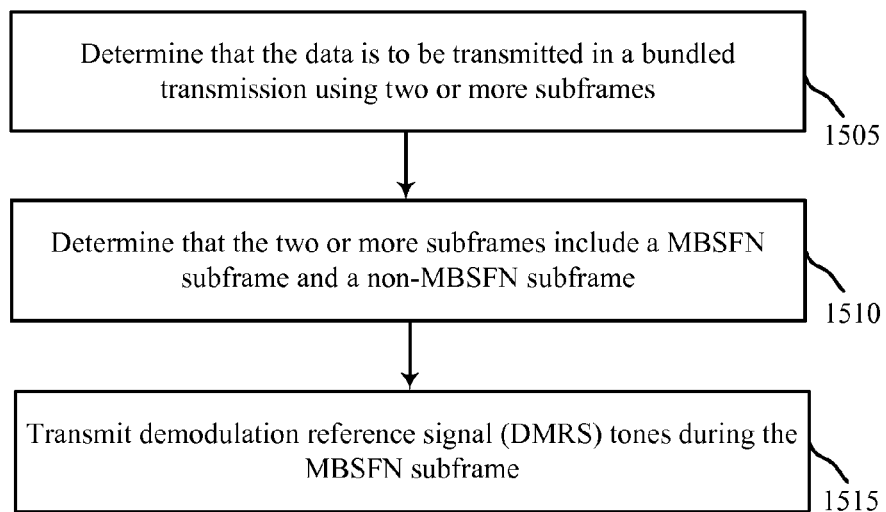 Determine that the data is to be transmitted in a bundled
transmission using two or more subframes
1505
Determine that the two or more subframes include a MBSFN
subframe and a non-MBSFN subframe
1510
Transmit demodulation reference signal (DMRS) tones during the
MBSFN subframe
1515